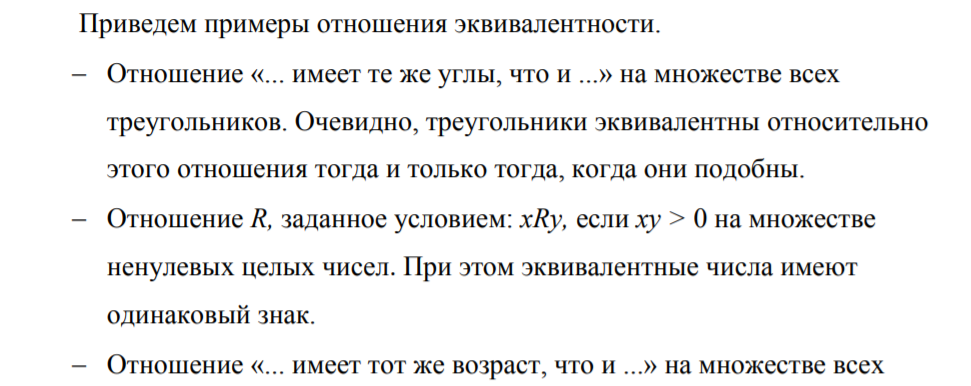 Приведем примеры отношения эквивалентности.
– Отношение «... имеет те же углы, что и ...» на множестве всех
треугольников. Очевидно, треугольники эквивалентны относительно
этого отношения тогда и только тогда, когда они подобны.
– Отношение R, заданное условием: xRy, если xy > 0 на множестве
ненулевых целых чисел. При этом эквивалентные числа имеют
одинаковый знак.
– Отношение «... имеет тот же возраст, что и ...» на множестве всех